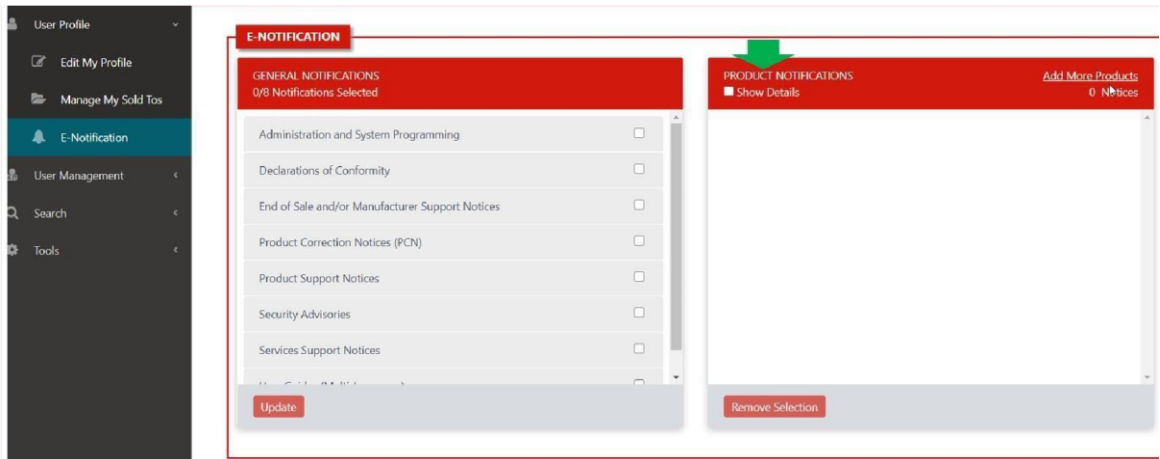 User Profile
Edit My Profile
Manage My Sold Tos
E-Notification
User Management
Search
Tools
E-NOTIFICATION
GENERAL NOTIFICATIONS
0/8 Notifications Selected
Administration and System Programming
Declarations of Conformity
End of Sale and/or Manufacturer Support Notices
Product Correction Notices (PCN)
Product Support Notices
Security Advisories
Services Support Notices
Update
PRODUCT NOTIFICATIONS
Add More Products
Show Details
0 Notices
Remove Selection